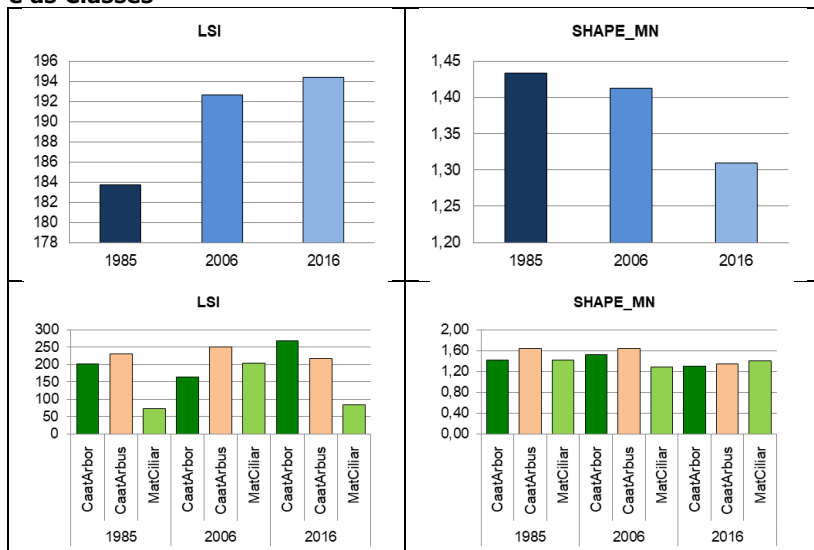 e as Classes
LSI
196
194
192
190
188
186
184
182
180
178
1985 2006 2016
SHAPE_MN
1,45
1,40
1,35
1,30
1,25
1,20
1985 2006 2016
LSI
300
250
200
150
100
50
0
CaatArbor CaatArbus MatCiliar CaatArbor CaatArbus MatCiliar CaatArbor CaatArbus MatCiliar
1985 2006 2016
SHAPE_MN
2,00
1,60
1,20
0,80
0,40
0,00
CaatArbor CaatArbus MatCiliar CaatArbor CaatArbus MatCiliar CaatArbor CaatArbus MatCiliar
1985 2006 2016